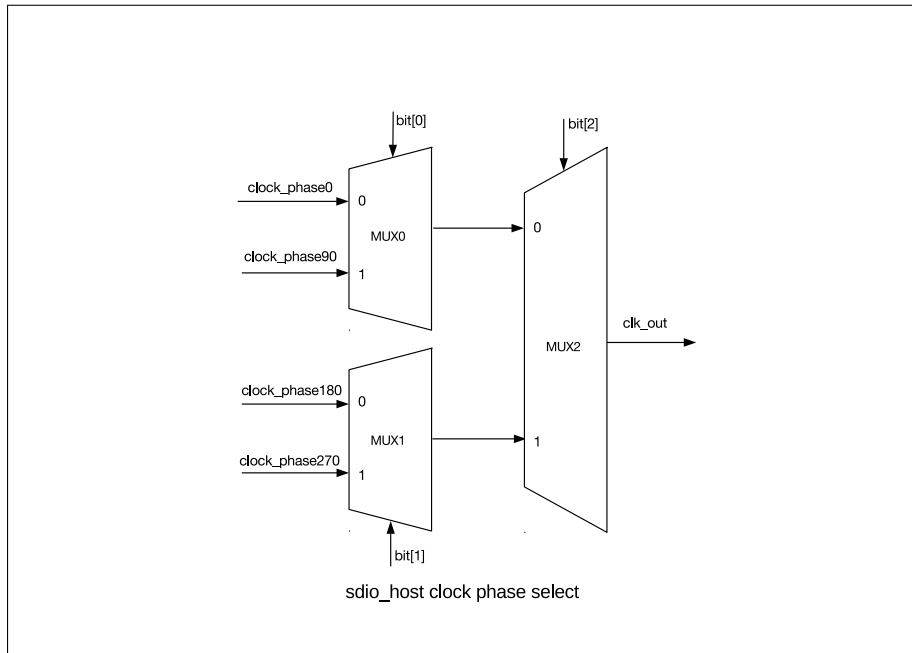 bit[0]
bit[2]
clock_phase0
0
MUX0
0
clock_phase90
1
clk_out
MUX2
clock_phase180
0
MUX1
1
clock_phase270
1
bit[1]
sdio_host clock phase select